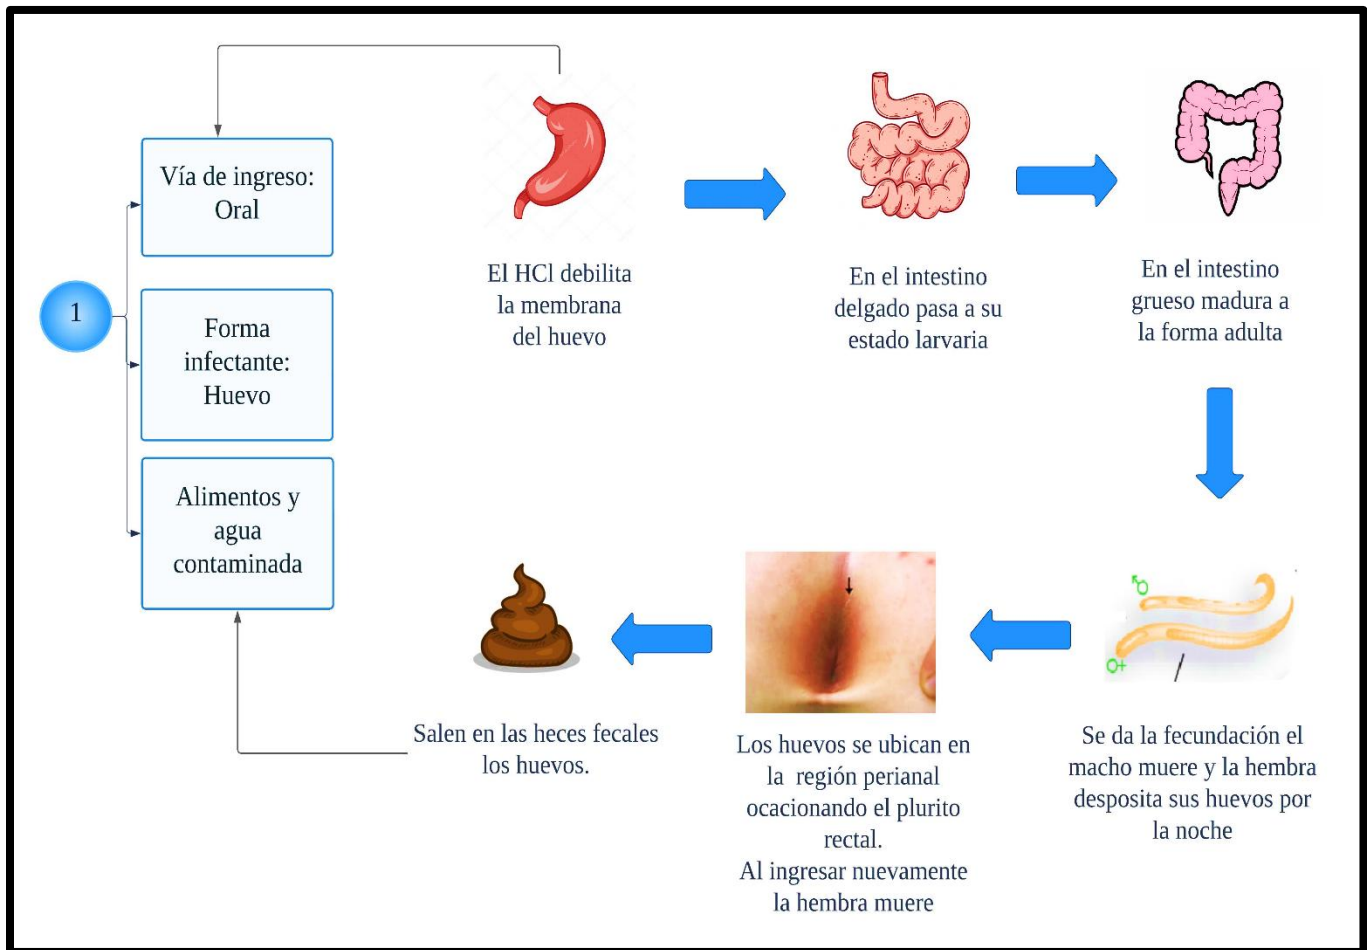 1
Vía de ingreso:
Oral
Forma
infectante:
Huevo
Alimentos y
agua
contaminada
El HCl debilita
la membrana
del huevo
En el intestino
delgado pasa a su
estado larvaria
En el intestino
grueso madura a
la forma adulta
Se da la fecundación el
macho muere y la hembra
desposita sus huevos por
la noche
Los huevos se ubican en
la región perianal
ocacionando el plurito
rectal.
Al ingresar nuevamente
la hembra muere
Salen en las heces fecales
los huevos.